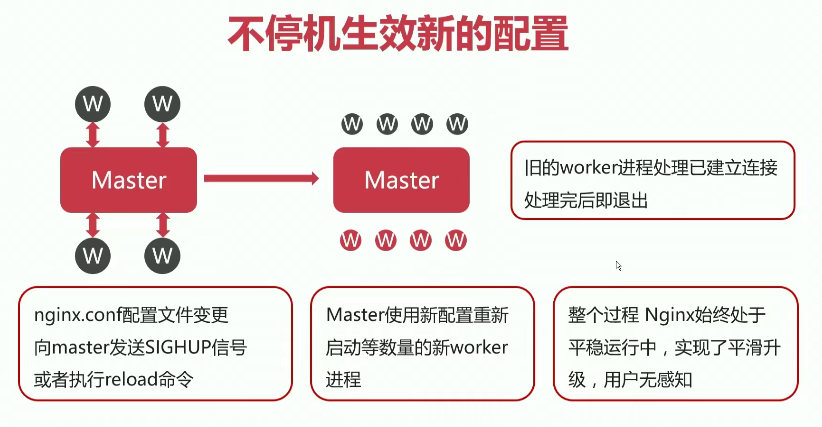 不停机生效新的配置
W
W
Master
W
W
W
W
W
W
Master
W
W
W
W
旧的worker进程处理已建立连接
处理完后即退出
nginx.conf配置文件变更
向master发送SIGHUP信号
或者执行reload命令
Master使用新配置重新
启动等数量的新worker
进程
整个过程 Nginx始终处于
平稳运行中，实现了平滑升
级，用户无感知